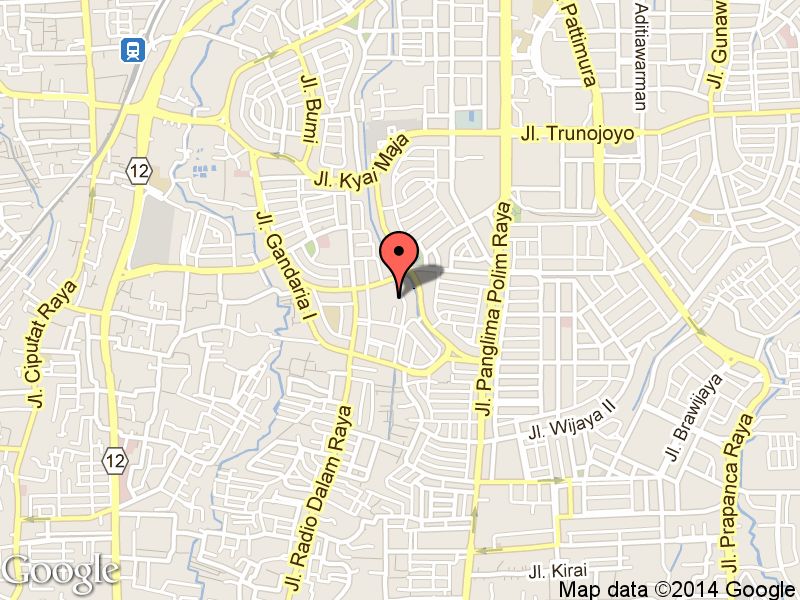 Pattimura
Aditiawarman
Jl. Gunaw
Jl. Bumi
Jl. Trunojoyo
Jl. Kyai Maja
12
Jl. Gandaria I
Jl. Panglima Polim Raya
Jl. Ciputat Raya
Jl. Brawijaya
Jl. Wijaya II
12
Jl. Radio Dalam Raya
Jl. Prapanca Raya
Jl. Kirai
Google
Map data ©2014 Google